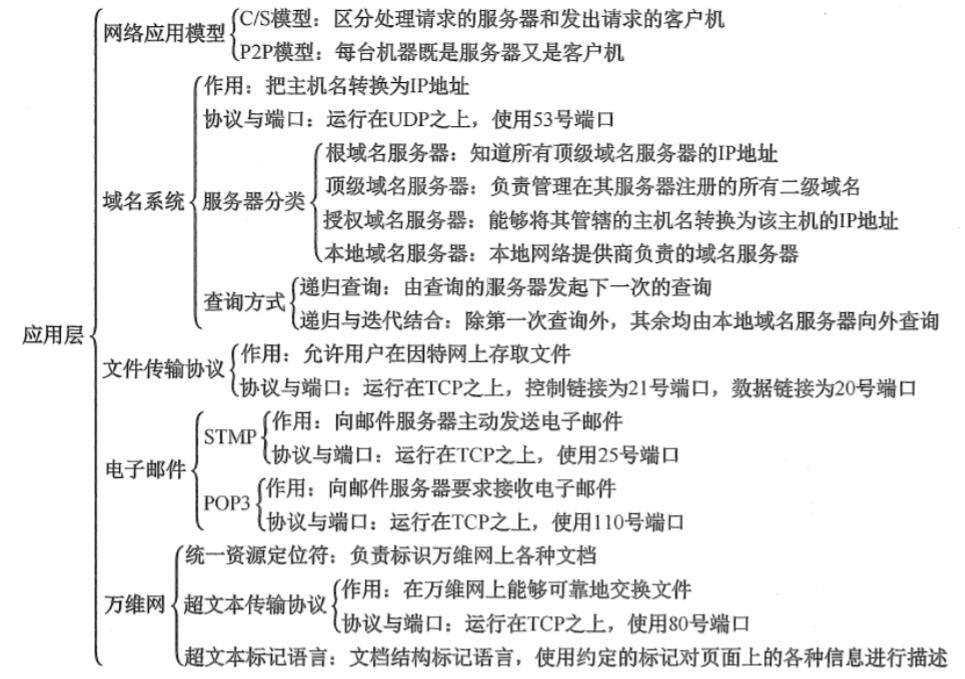 网络应用模型
C/S模型：区分处理请求的服务器和发出请求的客户机
P2P模型：每台机器既是服务器又是客户机
作用：把主机名转换为IP地址
协议与端口：运行在UDP之上，使用53号端口
域名系统
服务器分类
根域名服务器：知道所有顶级域名服务器的IP地址
顶级域名服务器：负责管理在其服务器注册的所有二级域名
授权域名服务器：能够将其管辖的主机名转换为该主机的IP地址
本地域名服务器：本地网络提供商负责的域名服务器
查询方式
递归查询：由查询的服务器发起下一次的查询
递归与迭代结合：除第一次查询外，其余均由本地域名服务器向外查询
应用层
文件传输协议
作用：允许用户在因特网上存取文件
协议与端口：运行在TCP之上，控制链接为21号端口，数据链接为20号端口
电子邮件
STMP
作用：向邮件服务器主动发送电子邮件
协议与端口：运行在TCP之上，使用25号端口
POP3
作用：向邮件服务器要求接收电子邮件
协议与端口：运行在TCP之上，使用110号端口
万维网
统一资源定位符：负责标识万维网上各种文档
超文本传输协议
作用：在万维网上能够可靠地交换文件
协议与端口：运行在TCP之上，使用80号端口
超文本标记语言：文档结构标记语言，使用约定的标记对页面上的各种信息进行描述